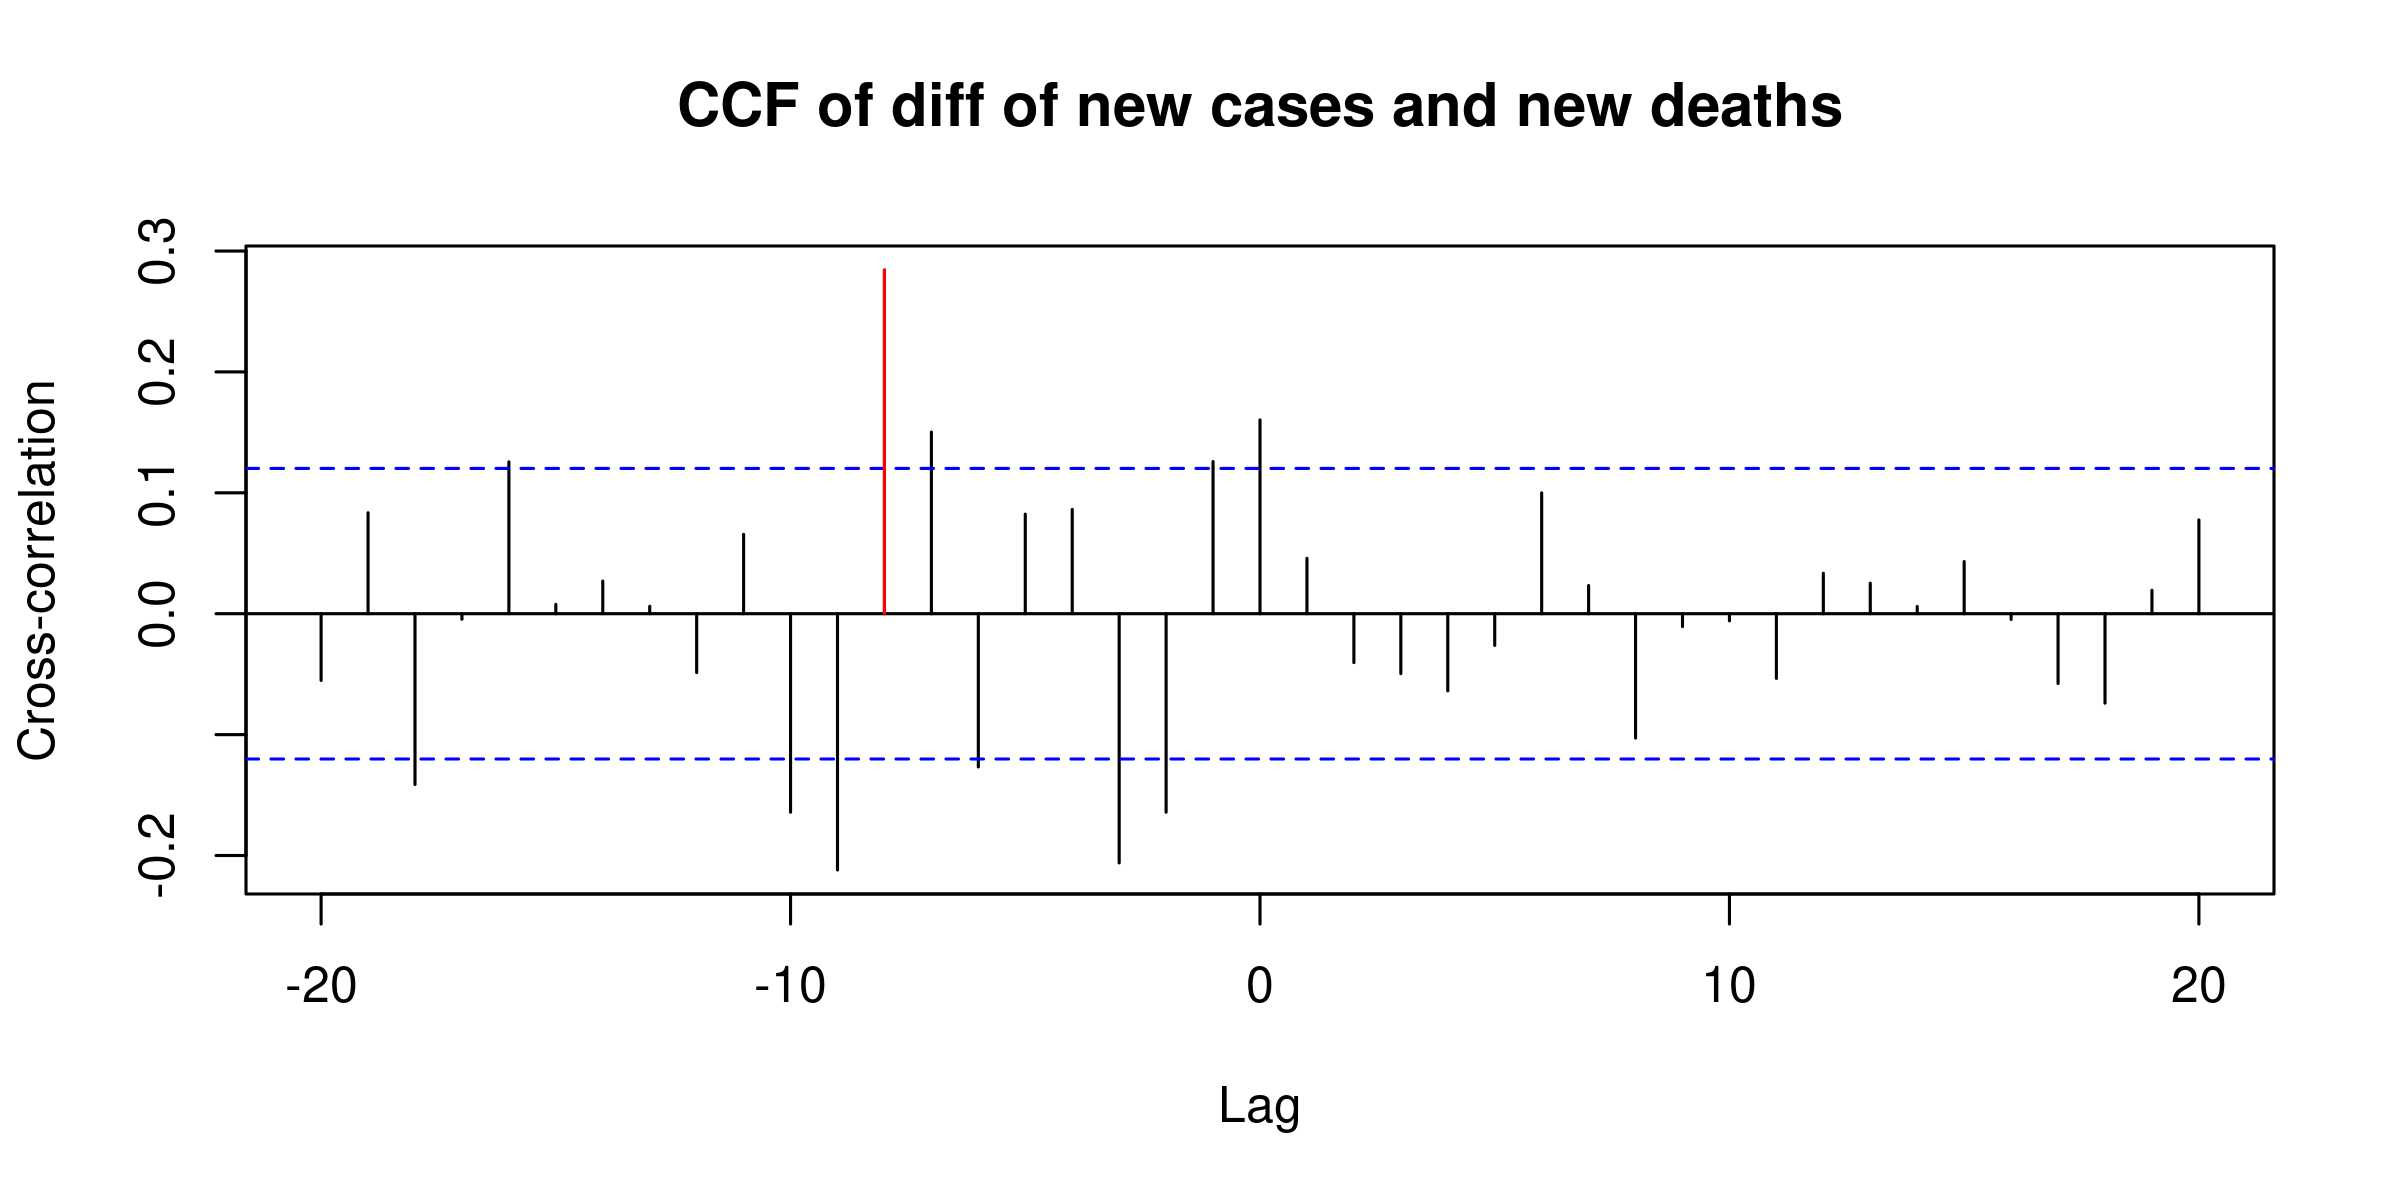 CCF of diff of new cases and new deaths
Cross-correlation
0.3
0.2
0.1
0.0
-0.2
-20 -10 0 10 20
Lag